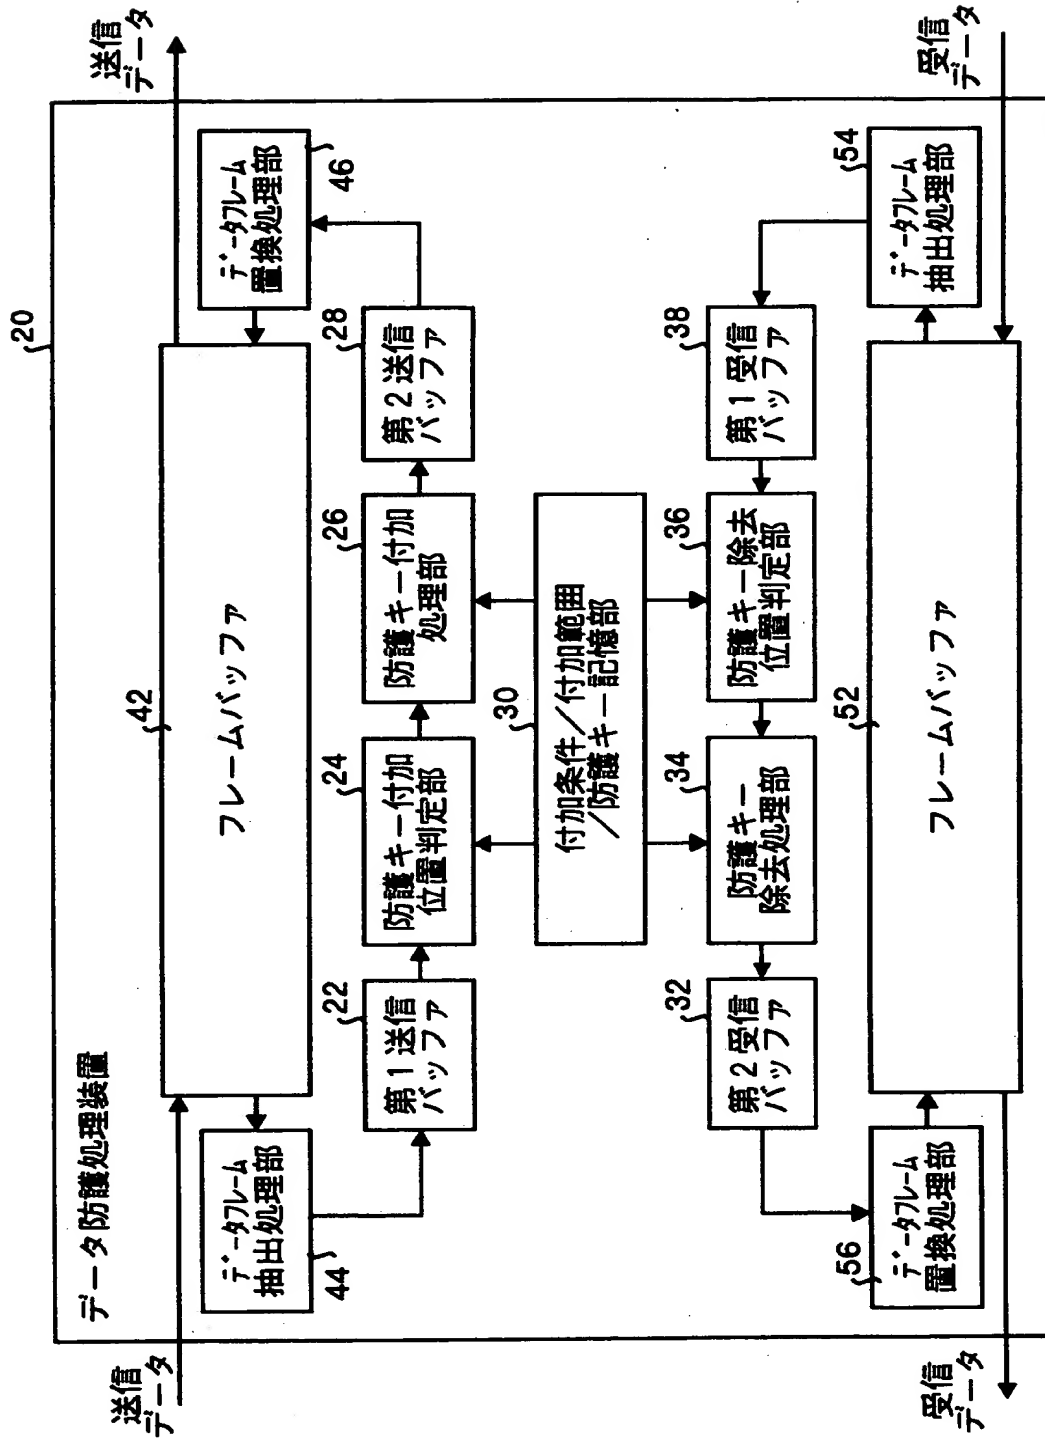 データ防護処理装置
20
送信
データ
送信
データ
42
フレームバッファ
データフレーム
抽出処理部
44
データフレーム
置換処理部
46
22
第1送信
バッファ
24
防護キー付加
位置判定部
26
防護キー付加
処理部
28
第2送信
バッファ
30
付加条件/付加範囲
/防護キー記憶部
32
第2受信
バッファ
34
防護キー
除去処理部
36
防護キー除去
位置判定部
38
第1受信
バッファ
56
データフレーム
置換処理部
54
データフレーム
抽出処理部
52
フレームバッファ
受信
データ
受信
データ